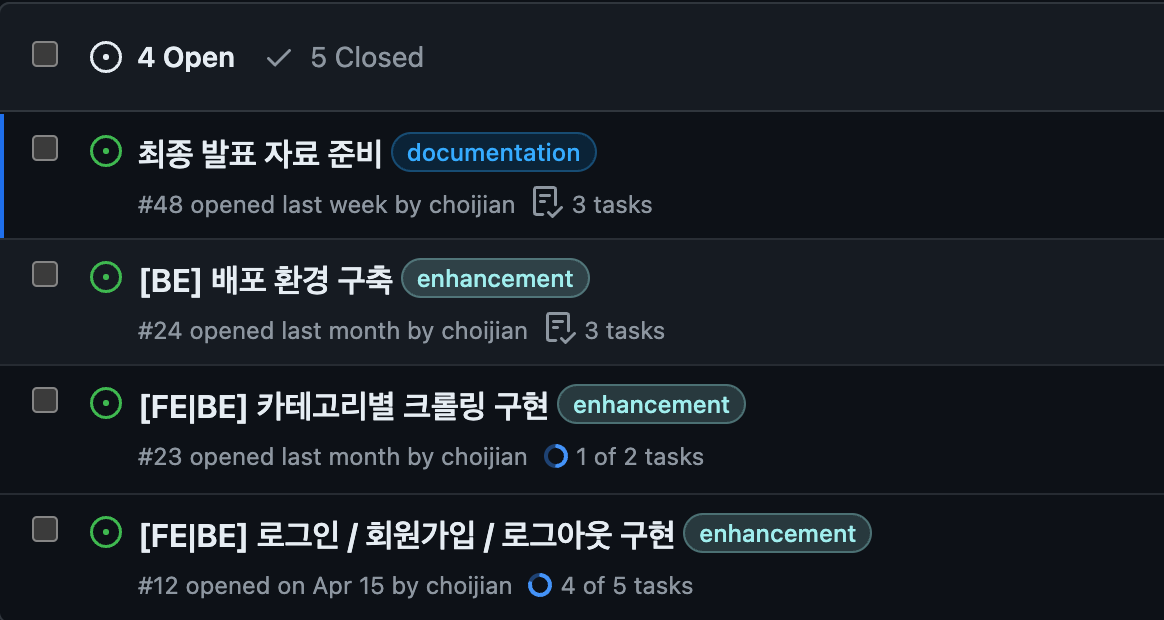 4 Open 5 Closed
최종 발표 자료 준비 documentation
#48 opened last week by choijian 3 tasks
[BE] 배포 환경 구축 enhancement
#24 opened last month by choijian 3 tasks
[FE|BE] 카테고리별 크롤링 구현 enhancement
#23 opened last month by choijian 1 of 2 tasks
[FE|BE] 로그인 / 회원가입 / 로그아웃 구현 enhancement
#12 opened on Apr 15 by choijian 4 of 5 tasks